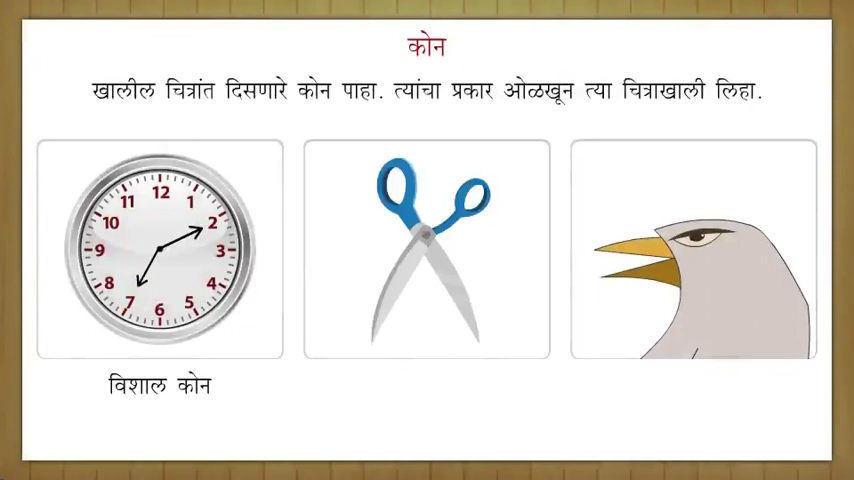 कोन
खालील चित्रांत दिसणारे कोन पाहा. त्यांचा प्रकार ओळखून त्या चित्राखाली लिहा.
12
11 1
10 2
9 3
8 4
7 5
6
विशाल कोन